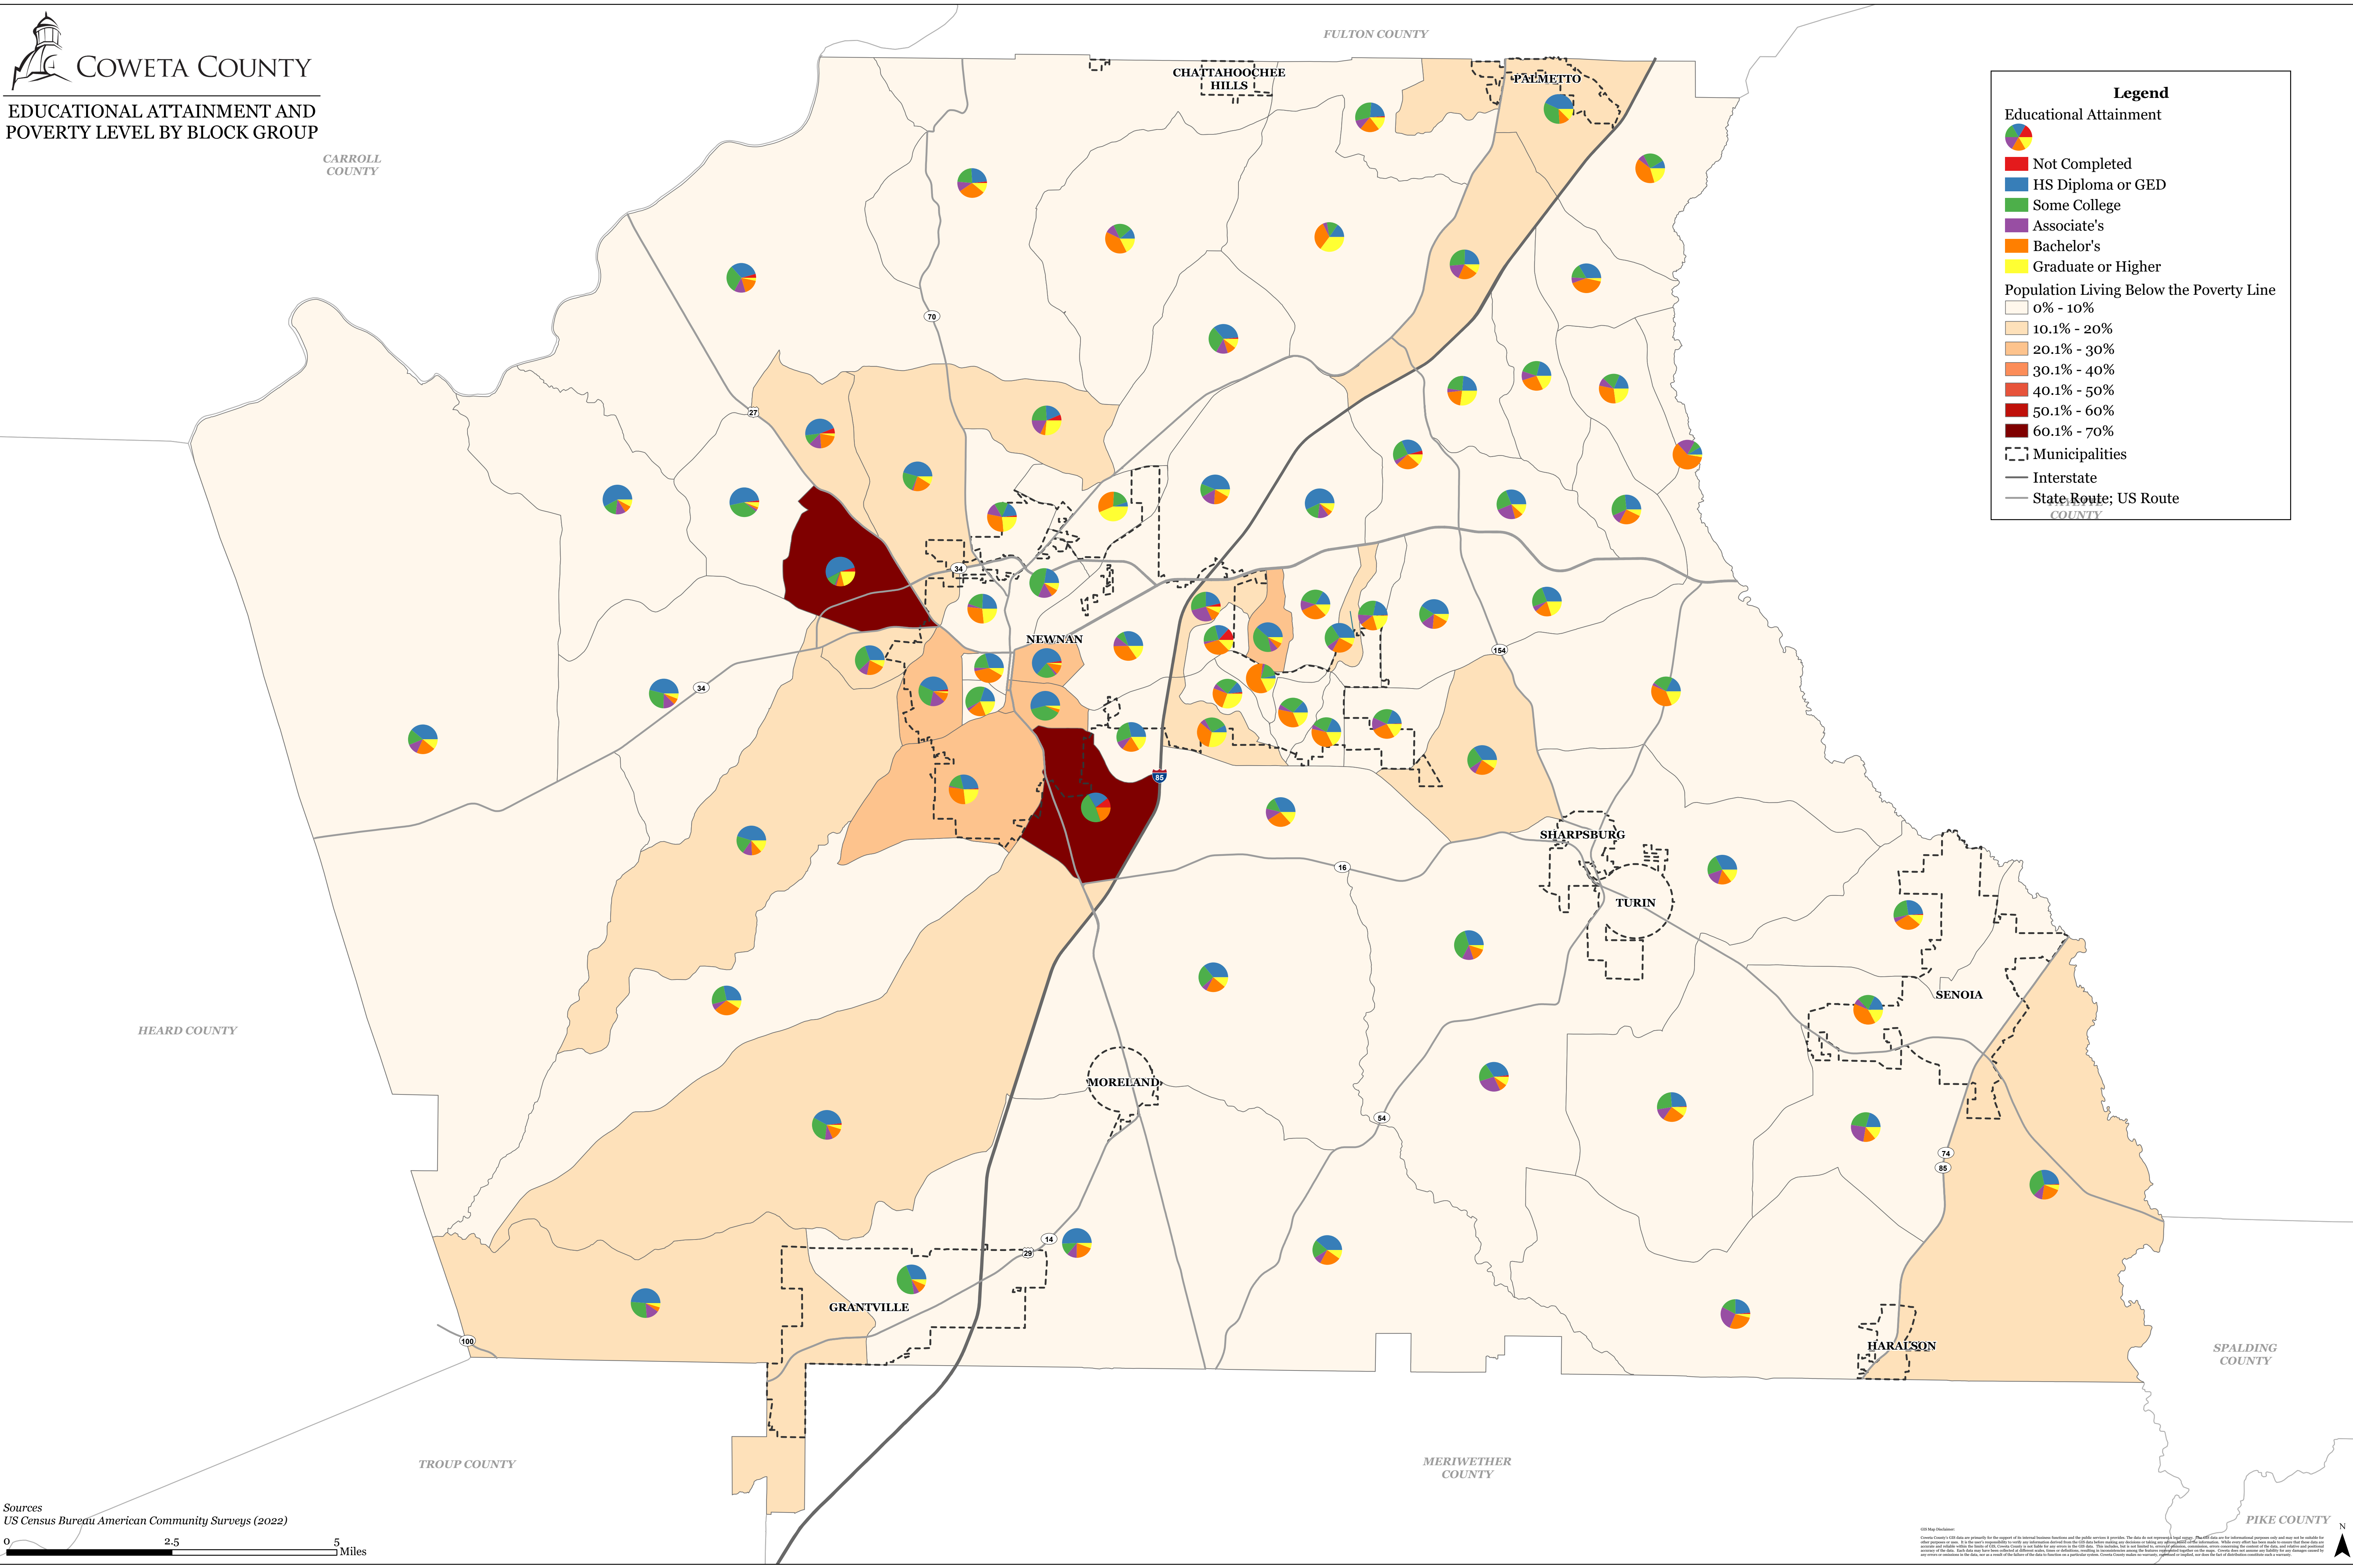 COWETA COUNTY
EDUCATIONAL ATTAINMENT AND
POVERTY LEVEL BY BLOCK GROUP
FULTON COUNTY
CARROLL
COUNTY
CHATTAHOOCHEE
HILLS
PALMETTO
Legend
Educational Attainment
Not Completed
HS Diploma or GED
Some College
Associate's
Bachelor's
Graduate or Higher
Population Living Below the Poverty Line
0% - 10%
10.1% - 20%
20.1% - 30%
30.1% - 40%
40.1% - 50%
50.1% - 60%
60.1% - 70%
Municipalities
Interstate
State Route; US Route
COUNTY
70
27
34
NEWNAN
154
34
85
SHARPSBURG
16
TURIN
SENOIA
HEARD COUNTY
MORELAND
54
74
85
14
29
GRANTVILLE
100
HARALSON
SPALDING
COUNTY
TROUP COUNTY
MERIWETHER
COUNTY
PIKE COUNTY
Sources
US Census Bureau American Community Surveys (2022)
0 2.5 5
Miles
N
GIS Map Disclaimer: